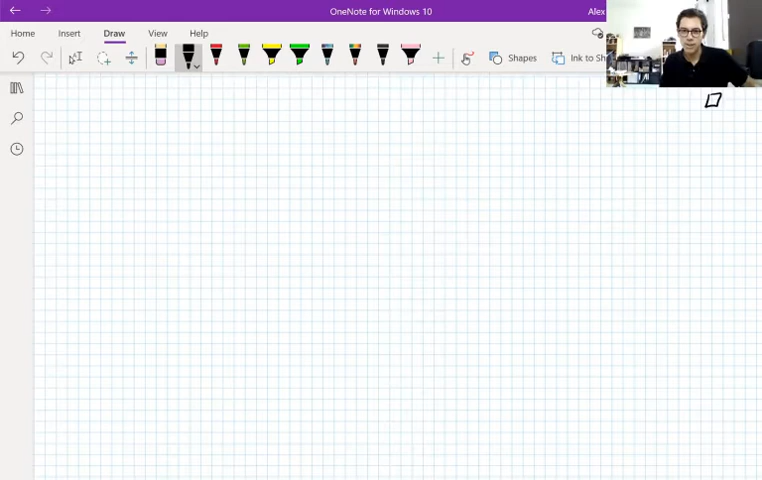 OneNote for Windows 10
Alex
Home Insert Draw View Help
Shapes
Ink to Sh